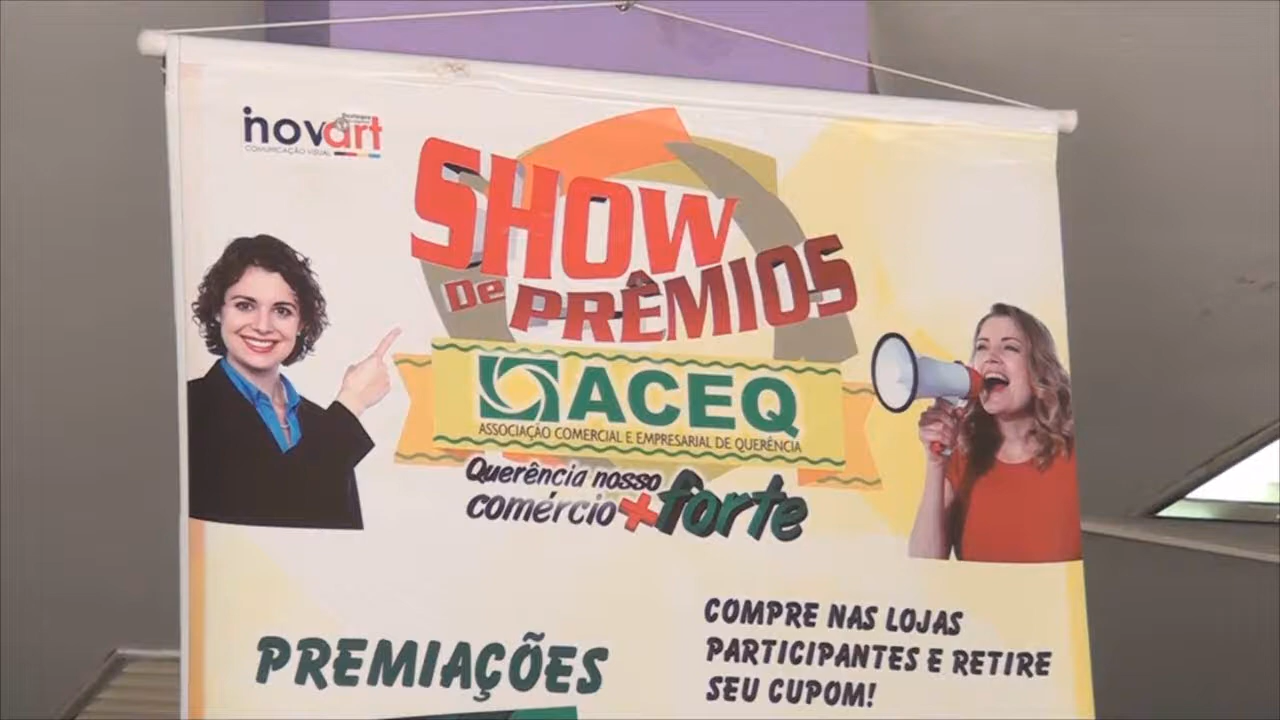 inovart
COMUNICAÇÃO VISUAL
SHOW
De PRÊMIOS
ACEQ
ASSOCIAÇÃO COMERCIAL E EMPRESARIAL DE QUERÊNCIA
Querência nosso
comércio + forte
PREMIAÇÕES
COMPRE NAS LOJAS
PARTICIPANTES E RETIRE
SEU CUPOM!